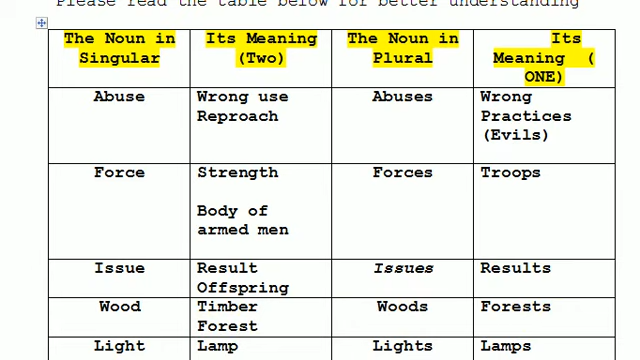 Please read the table below for better understanding
The Noun in Singular | Its Meaning (Two) | The Noun in Plural | Its Meaning ( ONE)
Abuse | Wrong use Reproach | Abuses | Wrong Practices (Evils)
Force | Strength Body of armed men | Forces | Troops
Issue | Result Offspring | Issues | Results
Wood | Timber Forest | Woods | Forests
Light | Lamp | Lights | Lamps